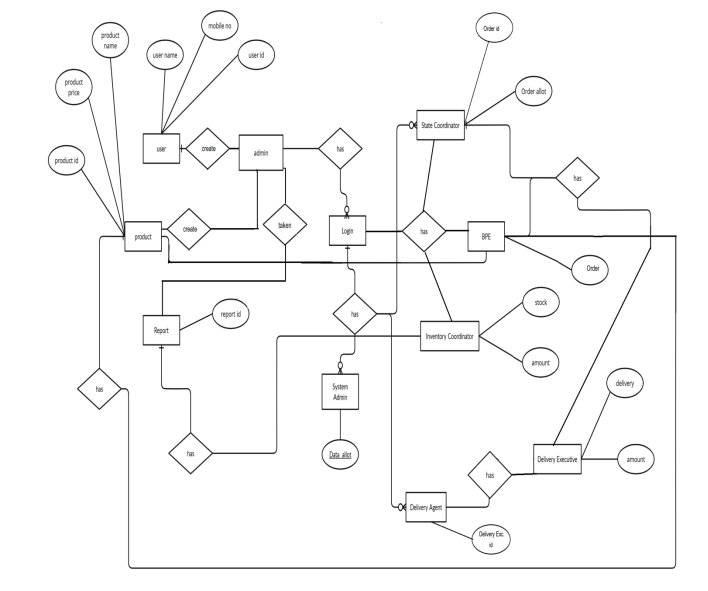 mobile no
Order id
product
name
user name
user id
product
price
Order allot
State Coordinator
user
create
admin
has
product id
has
taken
product
create
Login
has
BPE
Order
stock
report id
has
Report
Inventory Coordinator
amount
delivery
has
System
Admin
has
Data allot
Delivery Executive
amount
has
Delivery Agent
Delivery Exc.
id